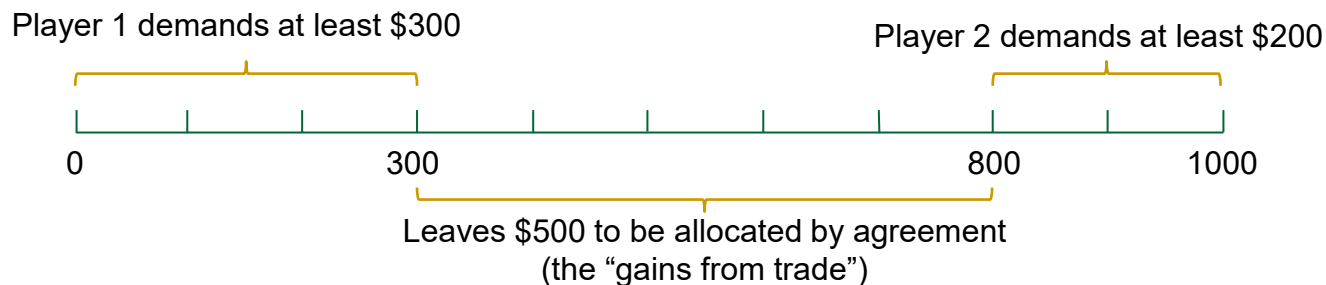 Player 1 demands at least $300
Player 2 demands at least $200
0
300
800
1000
Leaves $500 to be allocated by agreement
(the “gains from trade”)